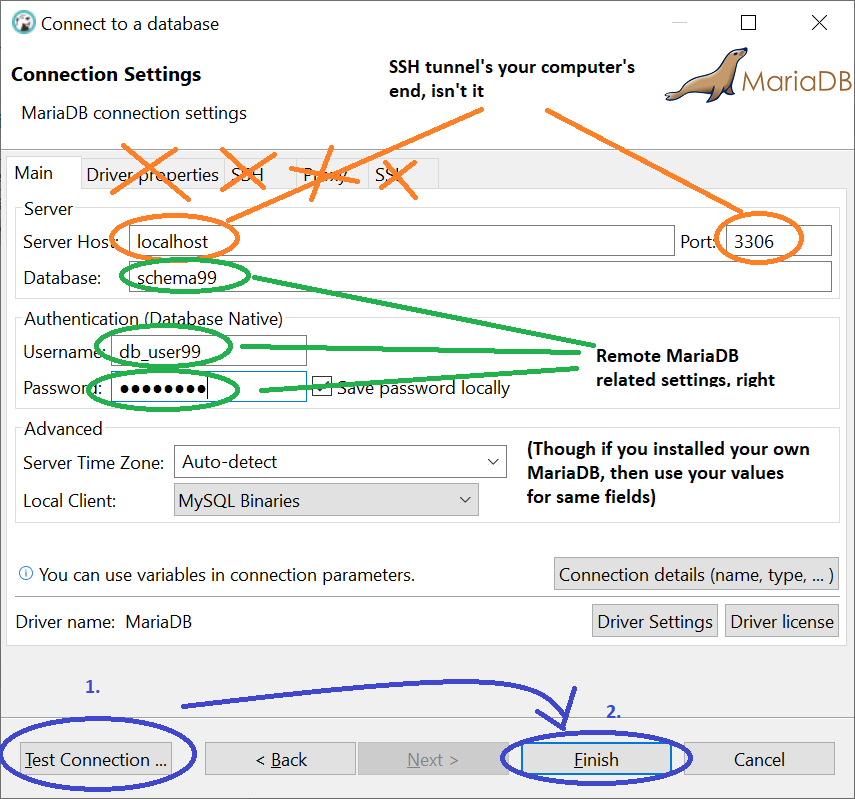 Connect to a database
Connection Settings
MariaDB connection settings
SSH tunnel's your computer's
end, isn't it
MariaDB
Main
Driver properties
SSH
Proxy
Server
Server Host: localhost
Port: 3306
Database: schema99
Authentication (Database Native)
Username: db_user99
Password: ●●●●●●●●
Save password locally
Remote MariaDB
related settings, right
Advanced
Server Time Zone: Auto-detect
Local Client: MySQL Binaries
(Though if you installed your own
MariaDB, then use your values
for same fields)
You can use variables in connection parameters.
Connection details (name, type, ... )
Driver name: MariaDB
Driver Settings
Driver license
1.
2.
Test Connection ...
< Back
Next >
Finish
Cancel